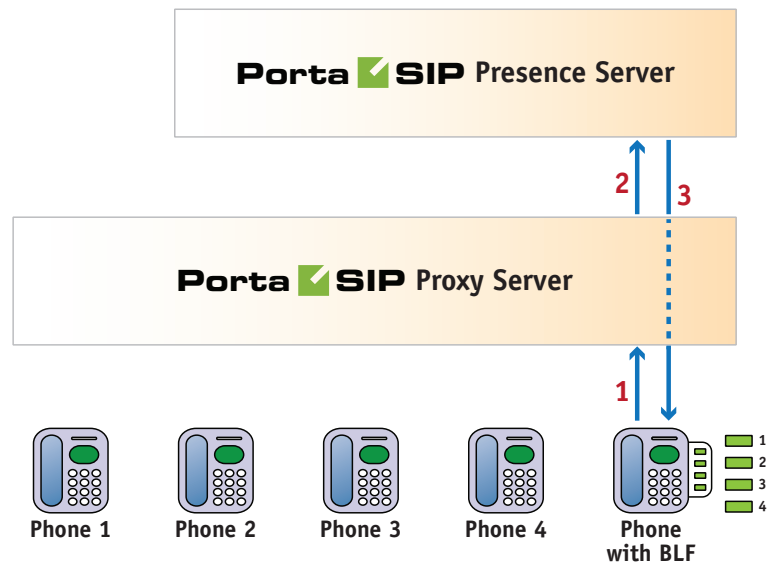 Porta SIP Presence Server
2
3
Porta SIP Proxy Server
1
1
2
3
4
Phone 1
Phone 2
Phone 3
Phone 4
Phone
with BLF